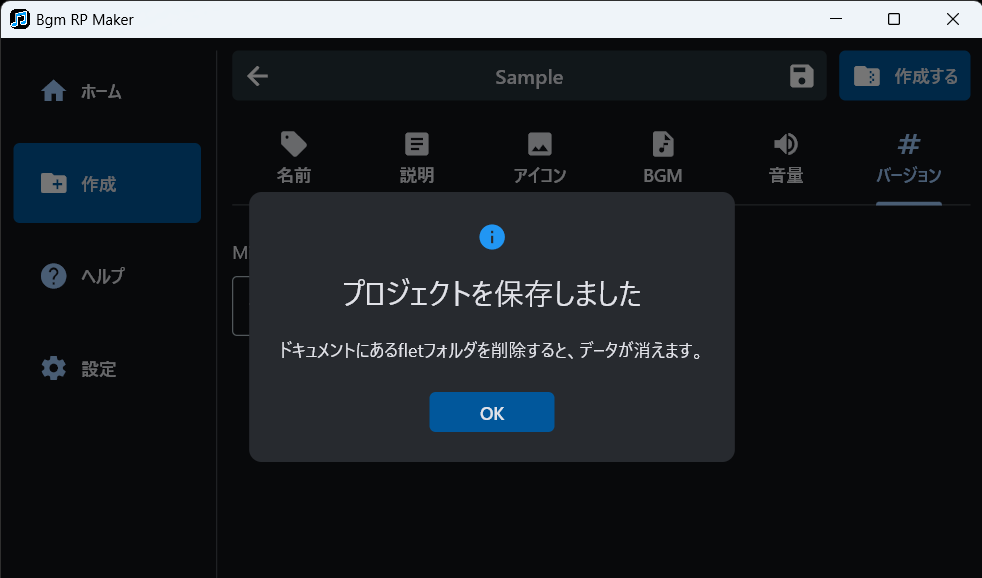 Bgm RP Maker
ホーム
作成
ヘルプ
設定
Sample
作成する
名前
説明
アイコン
BGM
音量
バージョン
M
プロジェクトを保存しました
ドキュメントにあるfletフォルダを削除すると、データが消えます。
OK